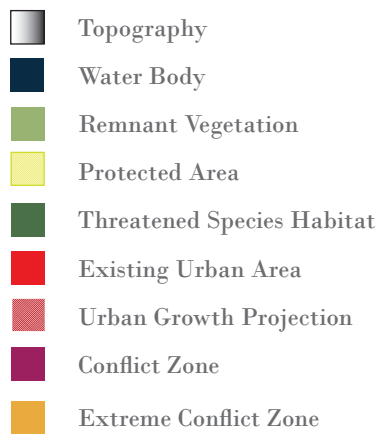 Topography
Water Body
Remnant Vegetation
Protected Area
Threatened Species Habitat
Existing Urban Area
Urban Growth Projection
Conflict Zone
Extreme Conflict Zone